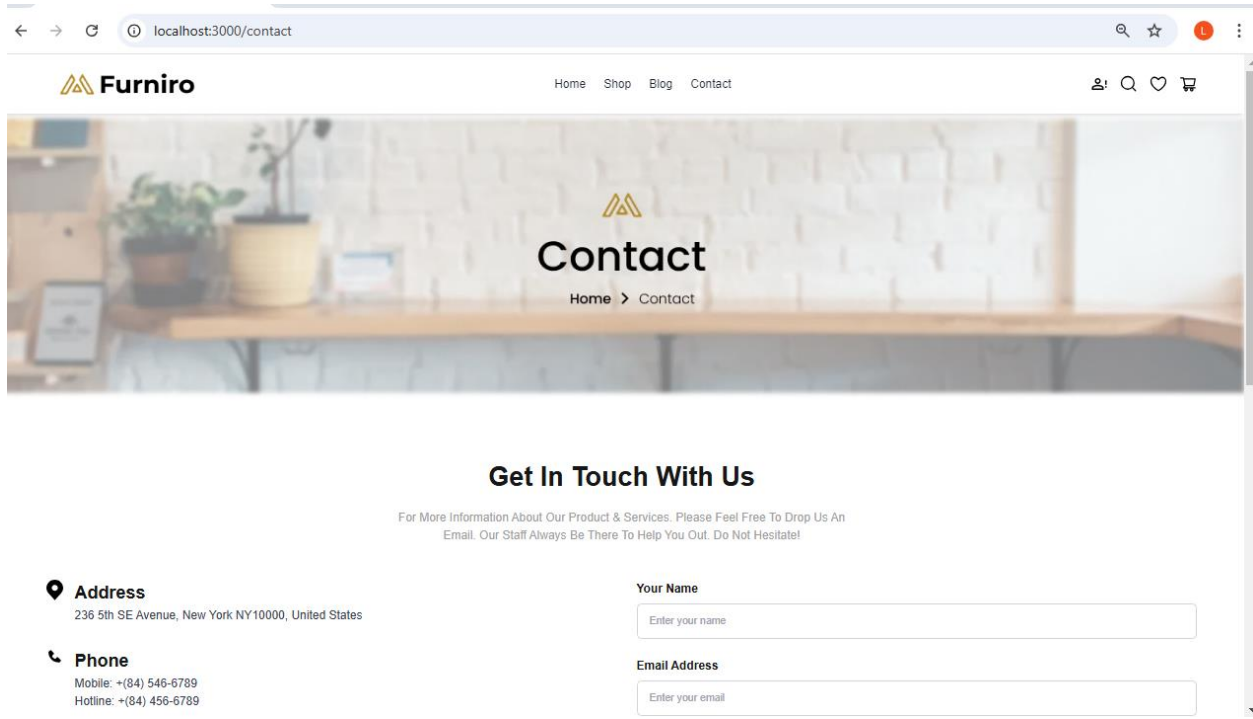 localhost:3000/contact
L
Furniro
Home Shop Blog Contact
Contact
Home > Contact
Get In Touch With Us
For More Information About Our Product & Services. Please Feel Free To Drop Us An
Email. Our Staff Always Be There To Help You Out. Do Not Hesitate!
Address
236 5th SE Avenue, New York NY10000, United States
Phone
Mobile: +(84) 546-6789
Hotline: +(84) 456-6789
Your Name
Enter your name
Email Address
Enter your email